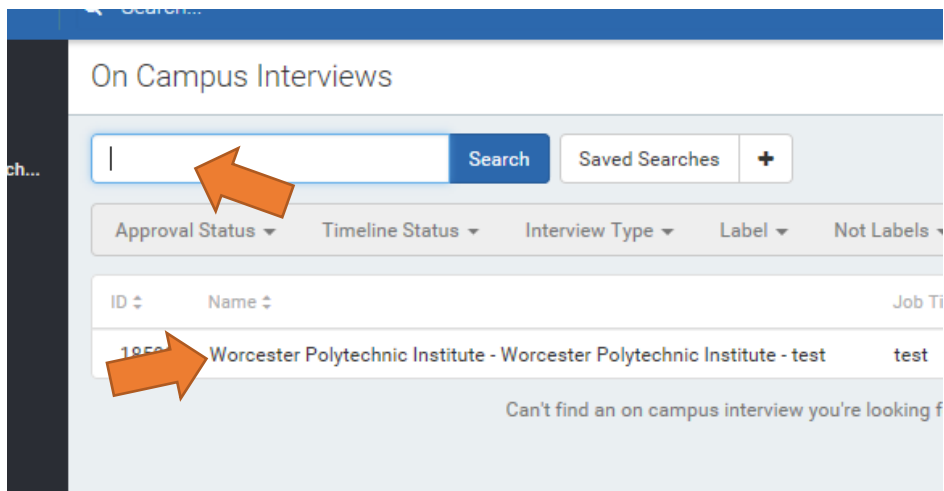 Search...
On Campus Interviews
ch...
Search Saved Searches +
Approval Status Timeline Status Interview Type Label Not Labels
ID Name Job Ti
Worcester Polytechnic Institute - Worcester Polytechnic Institute - test test
Can't find an on campus interview you're looking f